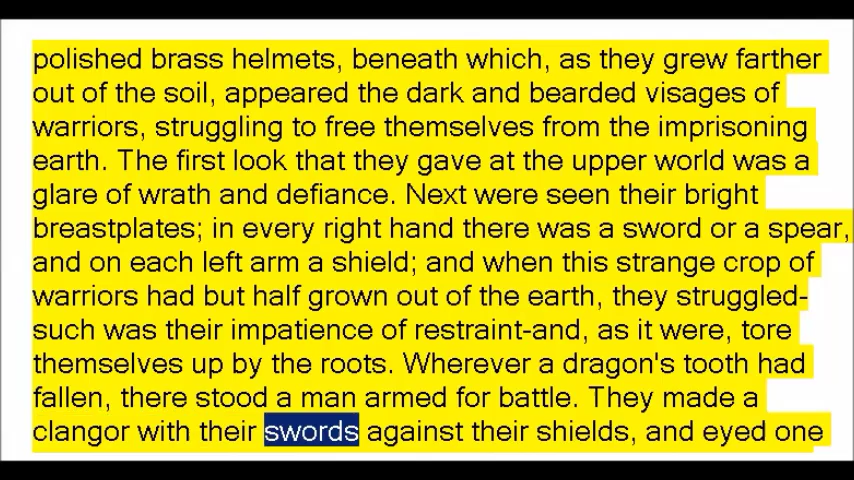 polished brass helmets, beneath which, as they grew farther
out of the soil, appeared the dark and bearded visages of
warriors, struggling to free themselves from the imprisoning
earth. The first look that they gave at the upper world was a
glare of wrath and defiance. Next were seen their bright
breastplates; in every right hand there was a sword or a spear,
and on each left arm a shield; and when this strange crop of
warriors had but half grown out of the earth, they struggled-
such was their impatience of restraint-and, as it were, tore
themselves up by the roots. Wherever a dragon's tooth had
fallen, there stood a man armed for battle. They made a
clangor with their swords against their shields, and eyed one